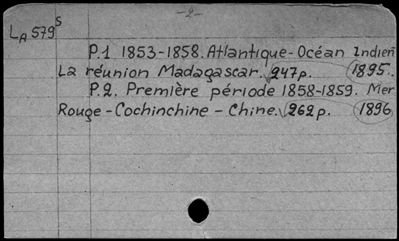 -2-
LA 579 S
P.1 1853-1858. Atlantique-Océan Indien
La réunion Madagascar. 247p. 1895.
P.2. Première période 1858-1859. Mer
Rouge-Cochinchine-Chine. 262p. 1896